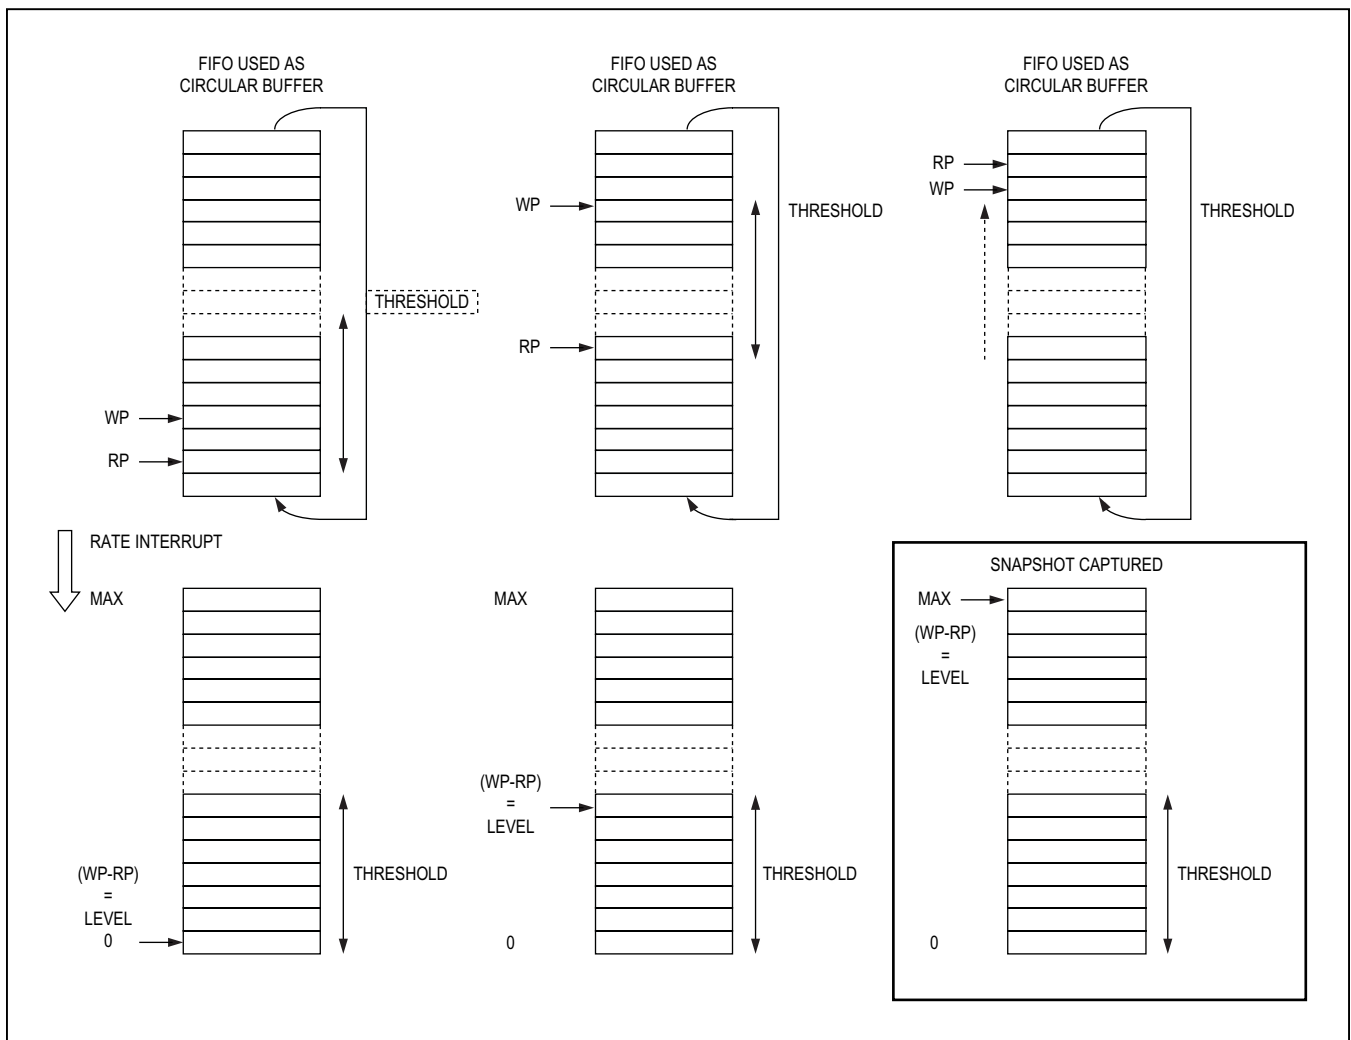 FIFO USED AS
CIRCULAR BUFFER
FIFO USED AS
CIRCULAR BUFFER
FIFO USED AS
CIRCULAR BUFFER
RP
WP
WP
THRESHOLD
THRESHOLD
THRESHOLD
RP
WP
RP
RATE INTERRUPT
MAX
MAX
SNAPSHOT CAPTURED
MAX
(WP-RP)
=
LEVEL
(WP-RP)
=
LEVEL
(WP-RP)
=
LEVEL
0
THRESHOLD
0
THRESHOLD
0
THRESHOLD